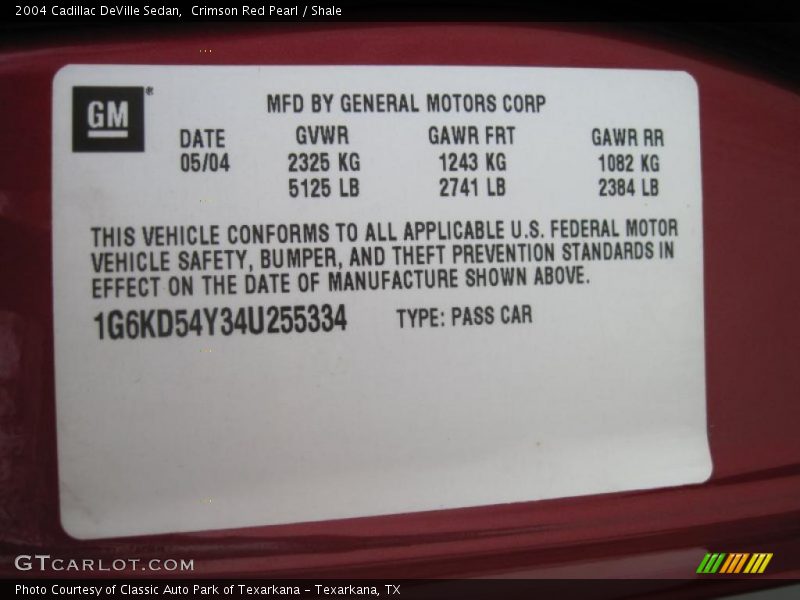 2004 Cadillac DeVille Sedan,  Crimson Red Pearl / Shale
GM®
MFD BY GENERAL MOTORS CORP
DATE GVWR GAWR FRT GAWR RR
05/04 2325 KG 1243 KG 1082 KG
5125 LB 2741 LB 2384 LB
THIS VEHICLE CONFORMS TO ALL APPLICABLE U.S. FEDERAL MOTOR
VEHICLE SAFETY, BUMPER, AND THEFT PREVENTION STANDARDS IN
EFFECT ON THE DATE OF MANUFACTURE SHOWN ABOVE.
1G6KD54Y34U255334 TYPE: PASS CAR
GTCARLOT.COM
Photo Courtesy of Classic Auto Park of Texarkana - Texarkana, TX